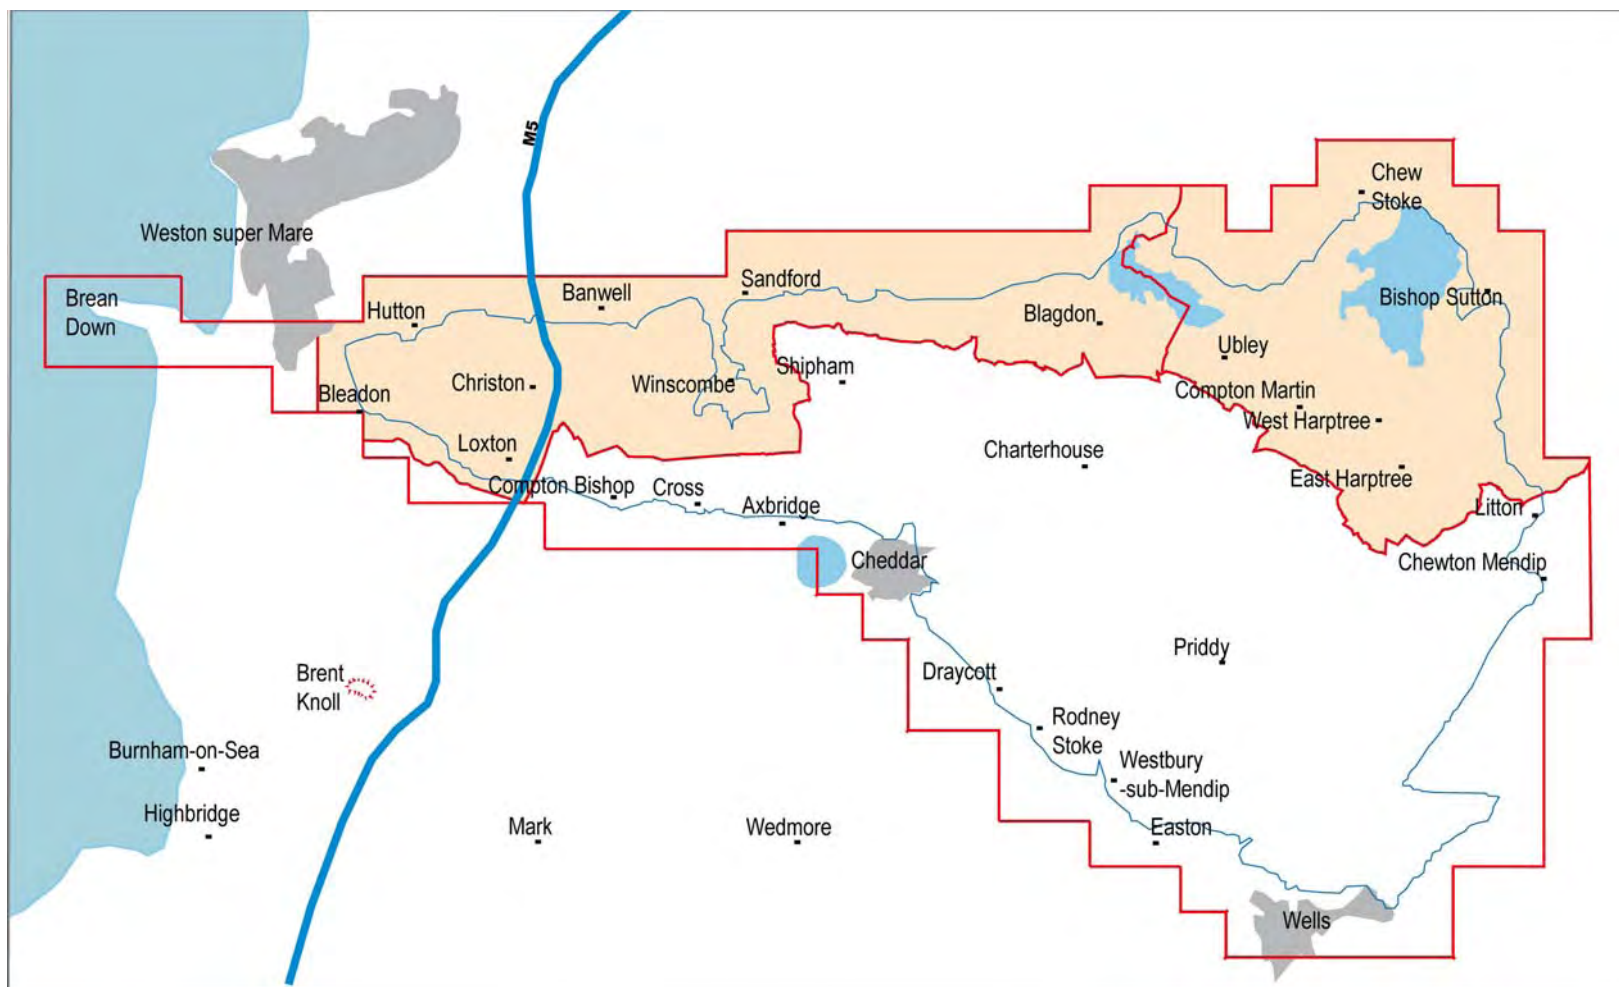 M5
Chew
Stoke
Weston super Mare
Brean
Down
Sandford
Banwell
Bishop Sutton
Hutton
Blagdon
Ubley
Shipham
Christon
Winscombe
Bleadon
Compton Martin
West Harptree
Loxton
Charterhouse
East Harptree
Compton Bishop
Cross
Axbridge
Litton
Cheddar
Chewton Mendip
Priddy
Brent
Knoll
Draycott
Rodney
Stoke
Burnham-on-Sea
Westbury
-sub-Mendip
Highbridge
Mark
Wedmore
Easton
Wells